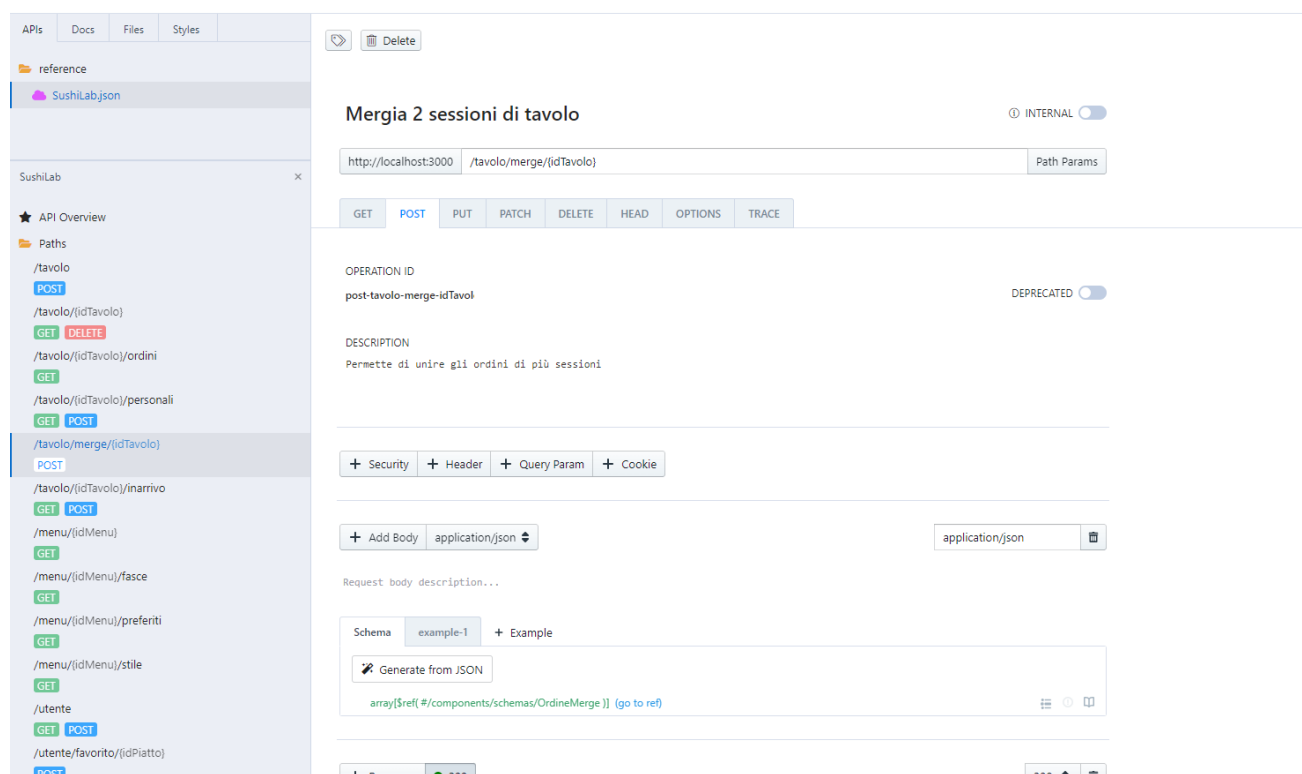 APIs Docs Files Styles
reference
SushiLab.json
SushiLab ×
API Overview
Paths
/tavolo
POST
/tavolo/{idTavolo}
GET DELETE
/tavolo/{idTavolo}/ordini
GET
/tavolo/{idTavolo}/personali
GET POST
/tavolo/merge/{idTavolo}
POST
/tavolo/{idTavolo}/inarrivo
GET POST
/menu/{idMenu}
GET
/menu/{idMenu}/fasce
GET
/menu/{idMenu}/preferiti
GET
/menu/{idMenu}/stile
GET
/utente
GET POST
/utente/favorito/{idPiatto}
POST
Delete
Mergia 2 sessioni di tavolo
INTERNAL
http://localhost:3000 /tavolo/merge/{idTavolo} Path Params
GET POST PUT PATCH DELETE HEAD OPTIONS TRACE
OPERATION ID
post-tavolo-merge-idTavol
DEPRECATED
DESCRIPTION
Permette di unire gli ordini di più sessioni
+ Security + Header + Query Param + Cookie
+ Add Body application/json application/json
Request body description...
Schema example-1 + Example
Generate from JSON
array[$ref( #/components/schemas/OrdineMerge )] (go to ref)